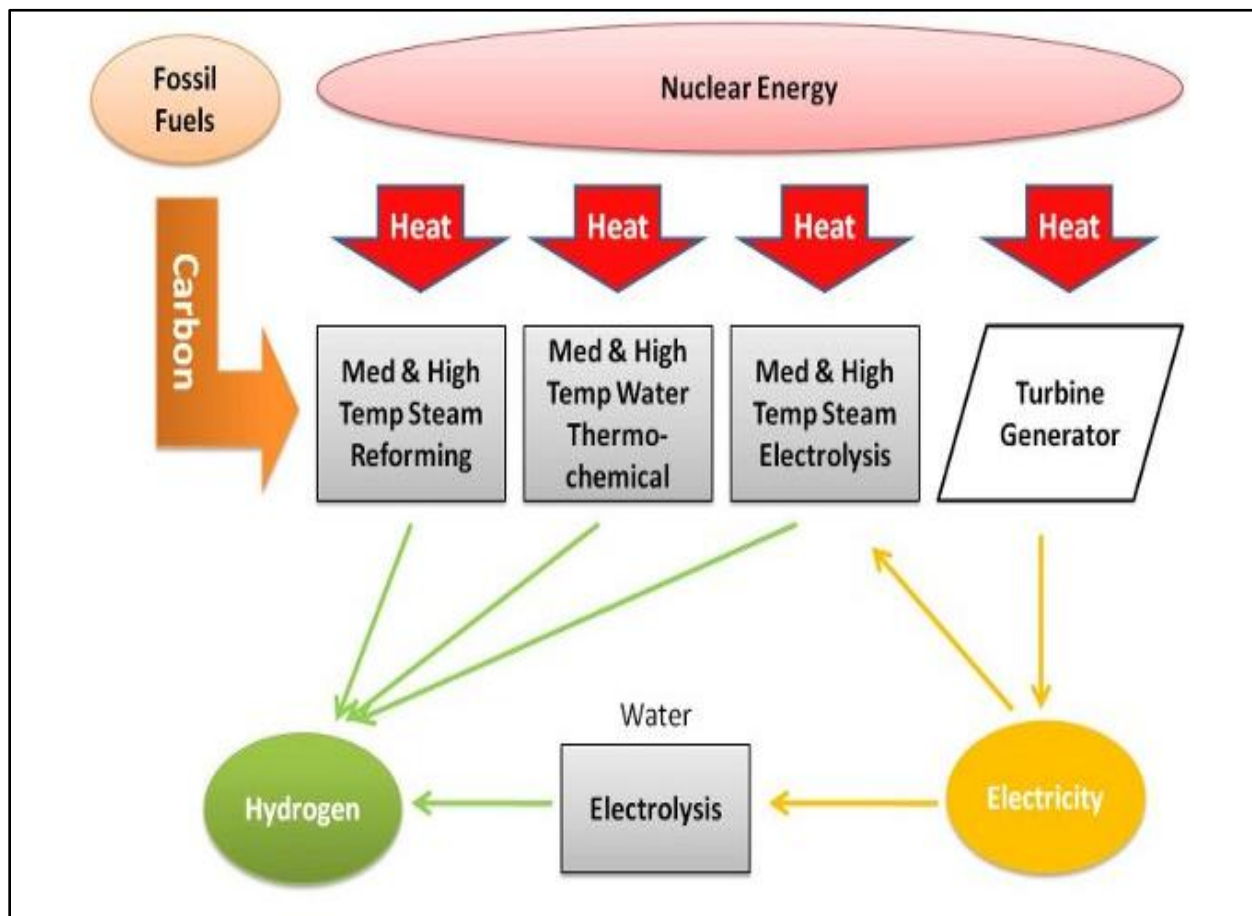 Fossil
Fuels
Nuclear Energy
Heat
Heat
Heat
Heat
Carbon
Med & High
Temp Steam
Reforming
Med & High
Temp Water
Thermo-
chemical
Med & High
Temp Steam
Electrolysis
Turbine
Generator
Water
Hydrogen
Electrolysis
Electricity